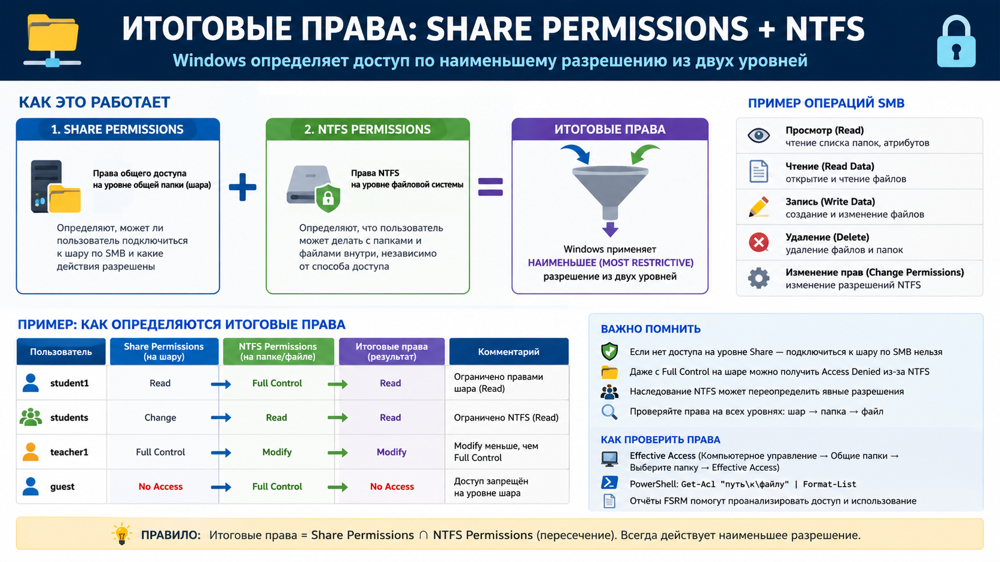 ИТОГОВЫЕ ПРАВА: SHARE PERMISSIONS + NTFS
Windows определяет доступ по наименьшему разрешению из двух уровней
КАК ЭТО РАБОТАЕТ
1. SHARE PERMISSIONS
Права общего доступа
на уровне общей папки (шара)
Определяют, может ли
пользователь подключиться
к шару по SMB и какие
действия разрешены
+
2. NTFS PERMISSIONS
Права NTFS
на уровне файловой системы
Определяют, что пользователь
может делать с папками и
файлами внутри, независимо
от способа доступа
=
ИТОГОВЫЕ ПРАВА
Windows применяет
НАИМЕНЬШЕЕ (MOST RESTRICTIVE)
разрешение из двух уровней
ПРИМЕР ОПЕРАЦИЙ SMB
Просмотр (Read)
чтение списка папок, атрибутов
Чтение (Read Data)
открытие и чтение файлов
Запись (Write Data)
создание и изменение файлов
Удаление (Delete)
удаление файлов и папок
Изменение прав (Change Permissions)
изменение разрешений NTFS
ПРИМЕР: КАК ОПРЕДЕЛЯЮТСЯ ИТОГОВЫЕ ПРАВА
Пользователь
Share Permissions
(на шару)
NTFS Permissions
(на папке/файле)
Итоговые права
(результат)
Комментарий
student1
Read
Full Control
Read
Ограничено правами
шара (Read)
students
Change
Read
Read
Ограничено NTFS (Read)
teacher1
Full Control
Modify
Modify
Modify меньше, чем
Full Control
guest
No Access
Full Control
No Access
Доступ запрещён
на уровне шара
ВАЖНО ПОМНИТЬ
Если нет доступа на уровне Share — подключиться к шару по SMB нельзя
Даже с Full Control на шаре можно получить Access Denied из-за NTFS
Наследование NTFS может переопределить явные разрешения
Проверяйте права на всех уровнях: шар → папка → файл
КАК ПРОВЕРИТЬ ПРАВА
Effective Access (Компьютерное управление → Общие папки →
Выберите папку → Effective Access)
PowerShell: Get-Acl "путь\к\файлу" | Format-List
Отчёты FSRM помогут проанализировать доступ и использование
ПРАВИЛО: Итоговые права = Share Permissions ∩ NTFS Permissions (пересечение). Всегда действует наименьшее разрешение.